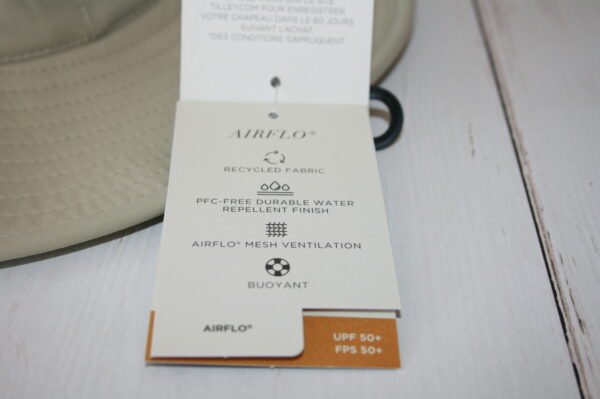 TILLEY.COM POUR ENREGISTRER
VOTRE CHAPEAU DANS LE 60 JOURS
SUIVANT L'ACHAT.
*DES CONDITIONS S'APPLIQUENT
AIRFLO®
RECYCLED FABRIC
PFC-FREE DURABLE WATER
REPELLENT FINISH
AIRFLO® MESH VENTILATION
BUOYANT
AIRFLO®
UPF 50+
FPS 50+